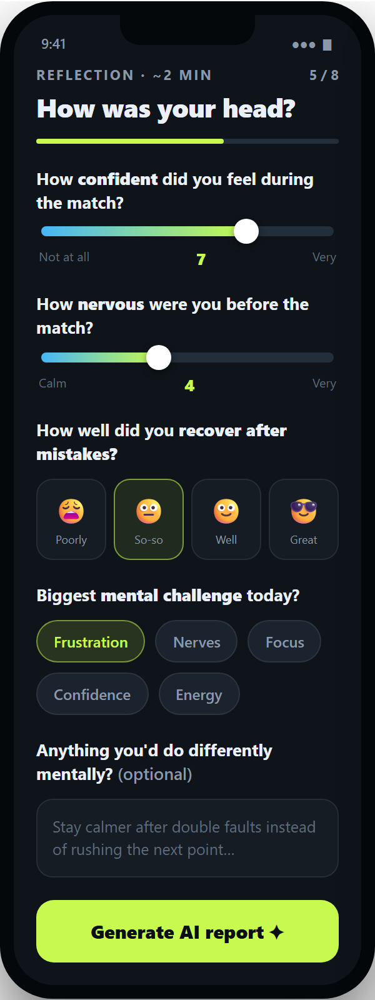 9:41
REFLECTION · ~2 MIN 5 / 8
How was your head?
How confident did you feel during
the match?
Not at all 7 Very
How nervous were you before the
match?
Calm 4 Very
How well did you recover after
mistakes?
Poorly So-so Well Great
Biggest mental challenge today?
Frustration Nerves Focus
Confidence Energy
Anything you'd do differently
mentally? (optional)
Stay calmer after double faults instead
of rushing the next point...
Generate AI report ✦